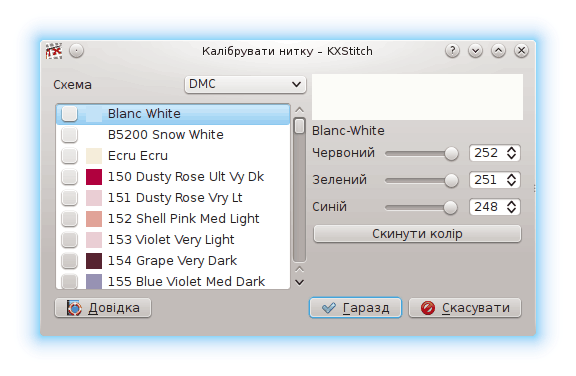 Калібрувати нитку – KXStitch
Схема
DMC
Blanc White
B5200 Snow White
Ecru Ecru
150 Dusty Rose Ult Vy Dk
151 Dusty Rose Vry Lt
152 Shell Pink Med Light
153 Violet Very Light
154 Grape Very Dark
155 Blue Violet Med Dark
Blanc-White
Червоний 252
Зелений 251
Синій 248
Скинути колір
Довідка
Гаразд
Скасувати